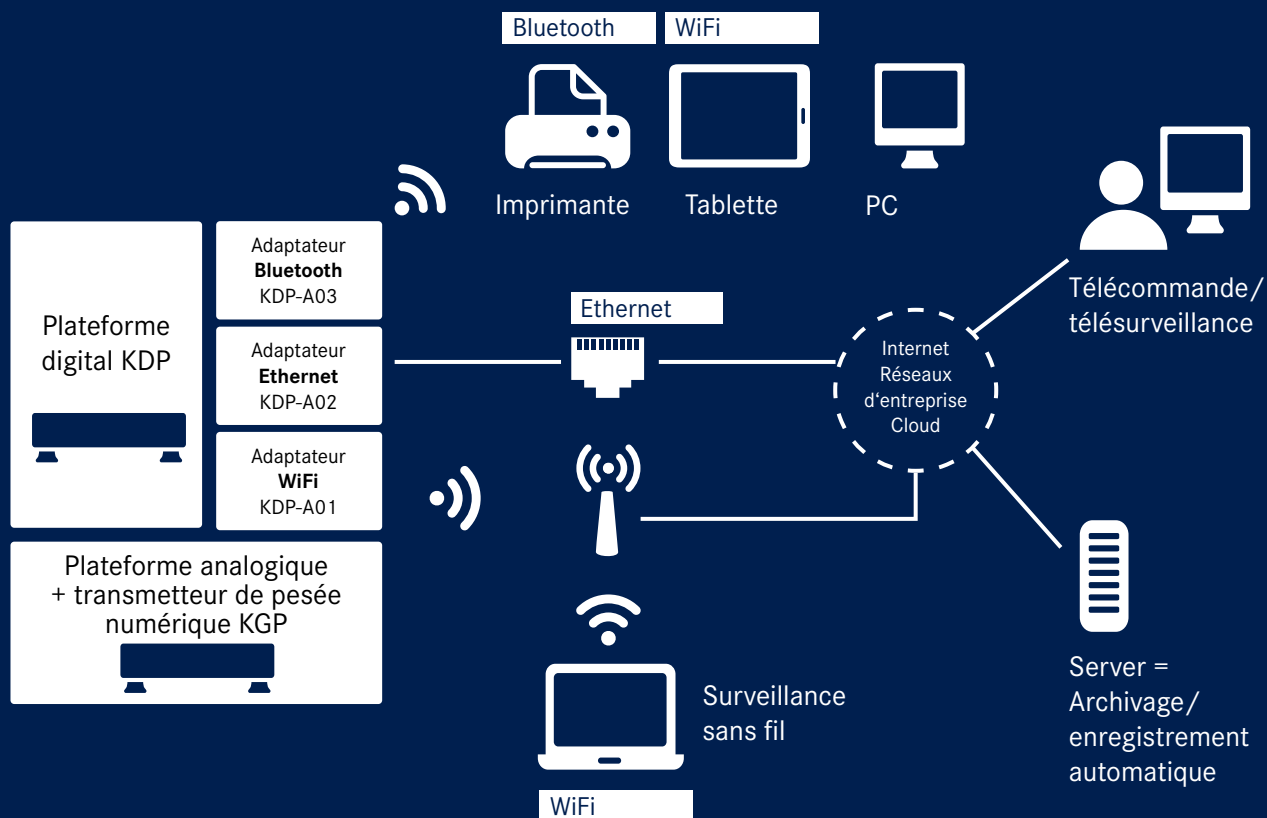 Bluetooth
WiFi
Imprimante
Tablette
PC
Télécommande/
télésurveillance
Plateforme
digital KDP
Adaptateur
Bluetooth
KDP-A03
Adaptateur
Ethernet
KDP-A02
Adaptateur
WiFi
KDP-A01
Plateforme analogique
+ transmetteur de pesée
numérique KGP
Ethernet
Internet
Réseaux
d‘entreprise
Cloud
Surveillance
sans fil
WiFi
Server =
Archivage/
enregistrement
automatique